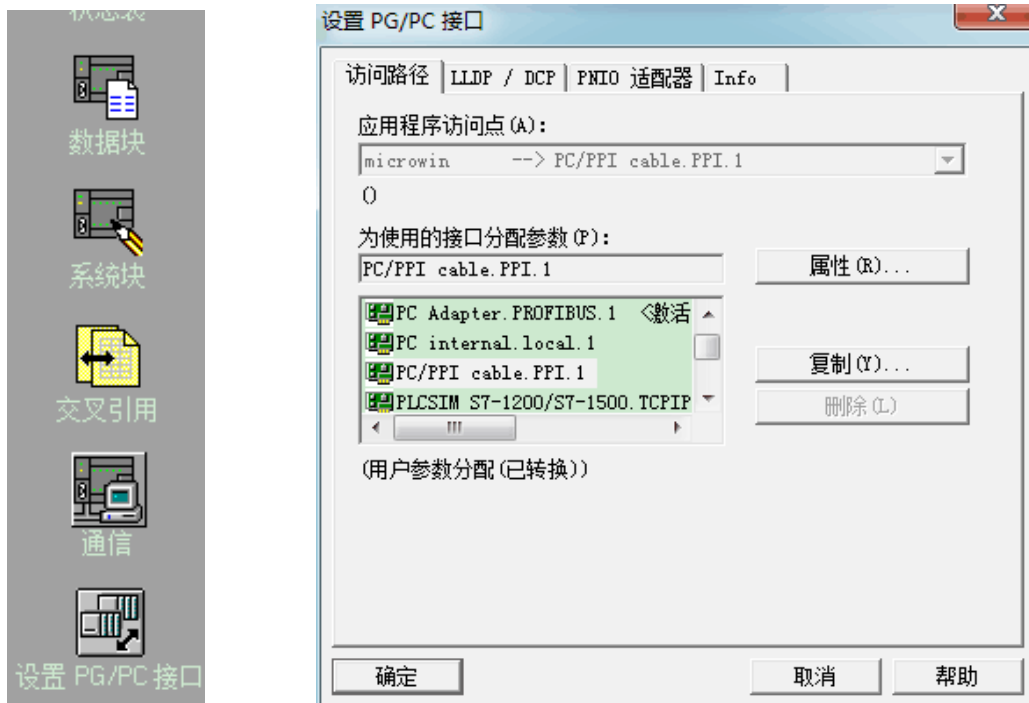 数据块
系统块
交叉引用
通信
设置 PG/PC 接口
设置 PG/PC 接口
访问路径
LLDP / DCP
PNIO 适配器
Info
应用程序访问点(A):
microwin --> PC/PPI cable.PPI.1
()
为使用的接口分配参数(P):
PC/PPI cable.PPI.1
属性(R)...
PC Adapter.PROFIBUS.1 <激活
PC internal.local.1
PC/PPI cable.PPI.1
PLCSIM S7-1200/S7-1500.TCPIP
复制(Y)...
删除(L)
(用户参数分配(已转换))
确定
取消
帮助